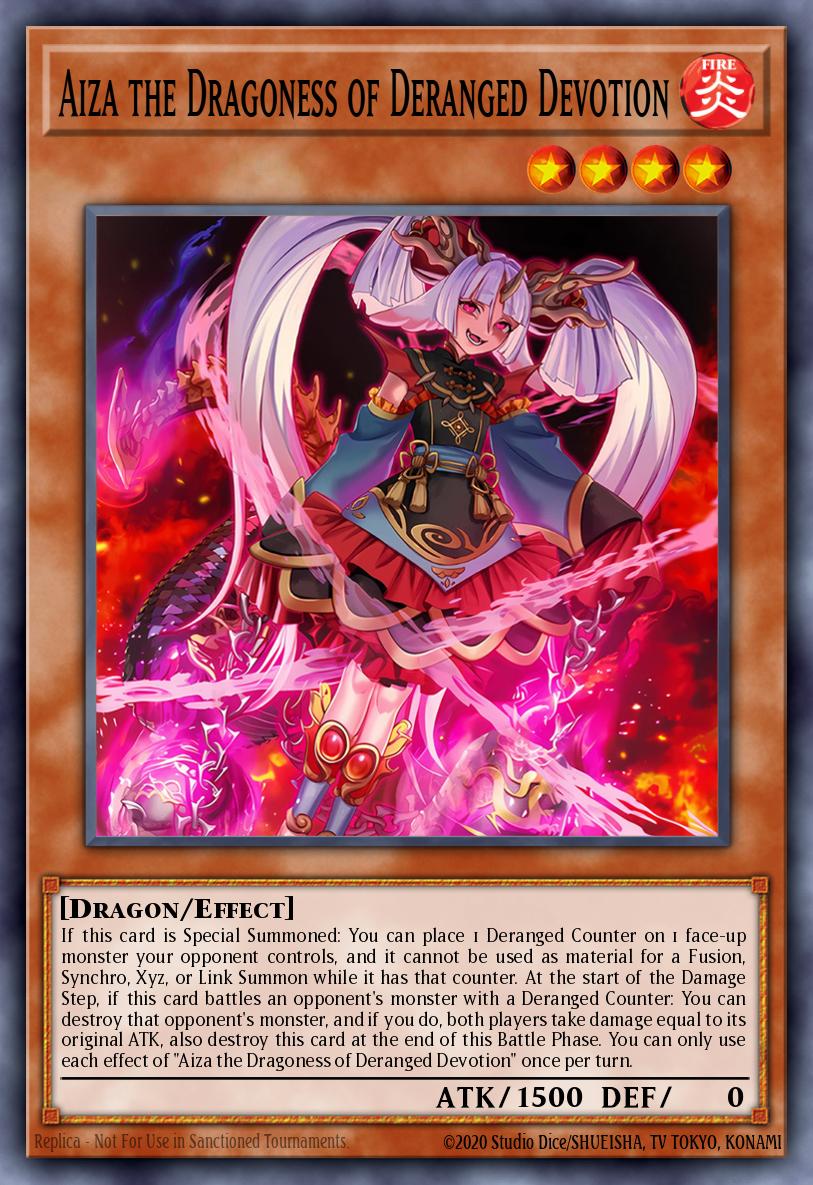 Aiza the Dragoness of Deranged Devotion
FIRE
炎
[Dragon/Effect]
If this card is Special Summoned: You can place 1 Deranged Counter on 1 face-up
monster your opponent controls, and it cannot be used as material for a Fusion,
Synchro, Xyz, or Link Summon while it has that counter. At the start of the Damage
Step, if this card battles an opponent's monster with a Deranged Counter: You can
destroy that opponent's monster, and if you do, both players take damage equal to its
original ATK, also destroy this card at the end of this Battle Phase. You can only use
each effect of "Aiza the Dragoness of Deranged Devotion" once per turn.
ATK/1500 DEF/ 0
Replica - Not For Use in Sanctioned Tournaments.
©2020 Studio Dice/SHUEISHA, TV TOKYO, KONAMI